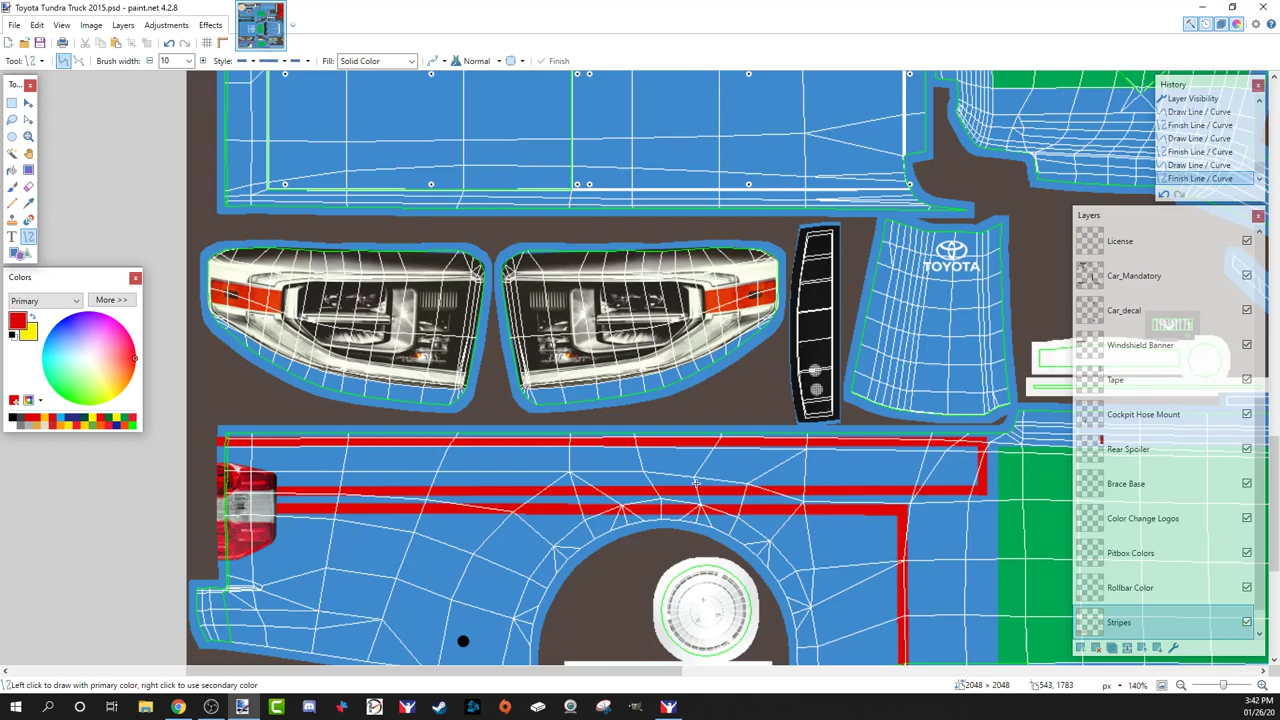 Toyota Tundra Truck 2015.psd - paint.net 4.2.8
File Edit View Image Layers Adjustments Effects
Tool: Brush width: 10 Style: Fill: Solid Color Normal Finish
To...
History
Layer Visibility
Draw Line / Curve
Finish Line / Curve
Draw Line / Curve
Finish Line / Curve
Draw Line / Curve
Finish Line / Curve
Layers
License
Car_Mandatory
Car_decal
Windshield Banner
Tape
Cockpit Hose Mount
Rear Spoiler
Brace Base
Color Change Logos
Pitbox Colors
Rollbar Color
Stripes
TOYOTA
Colors
Primary
More >>
Left click to draw with primary color, right click to use secondary color
2048 × 2048
543, 1783
px
140%
3:42 PM
01/26/20